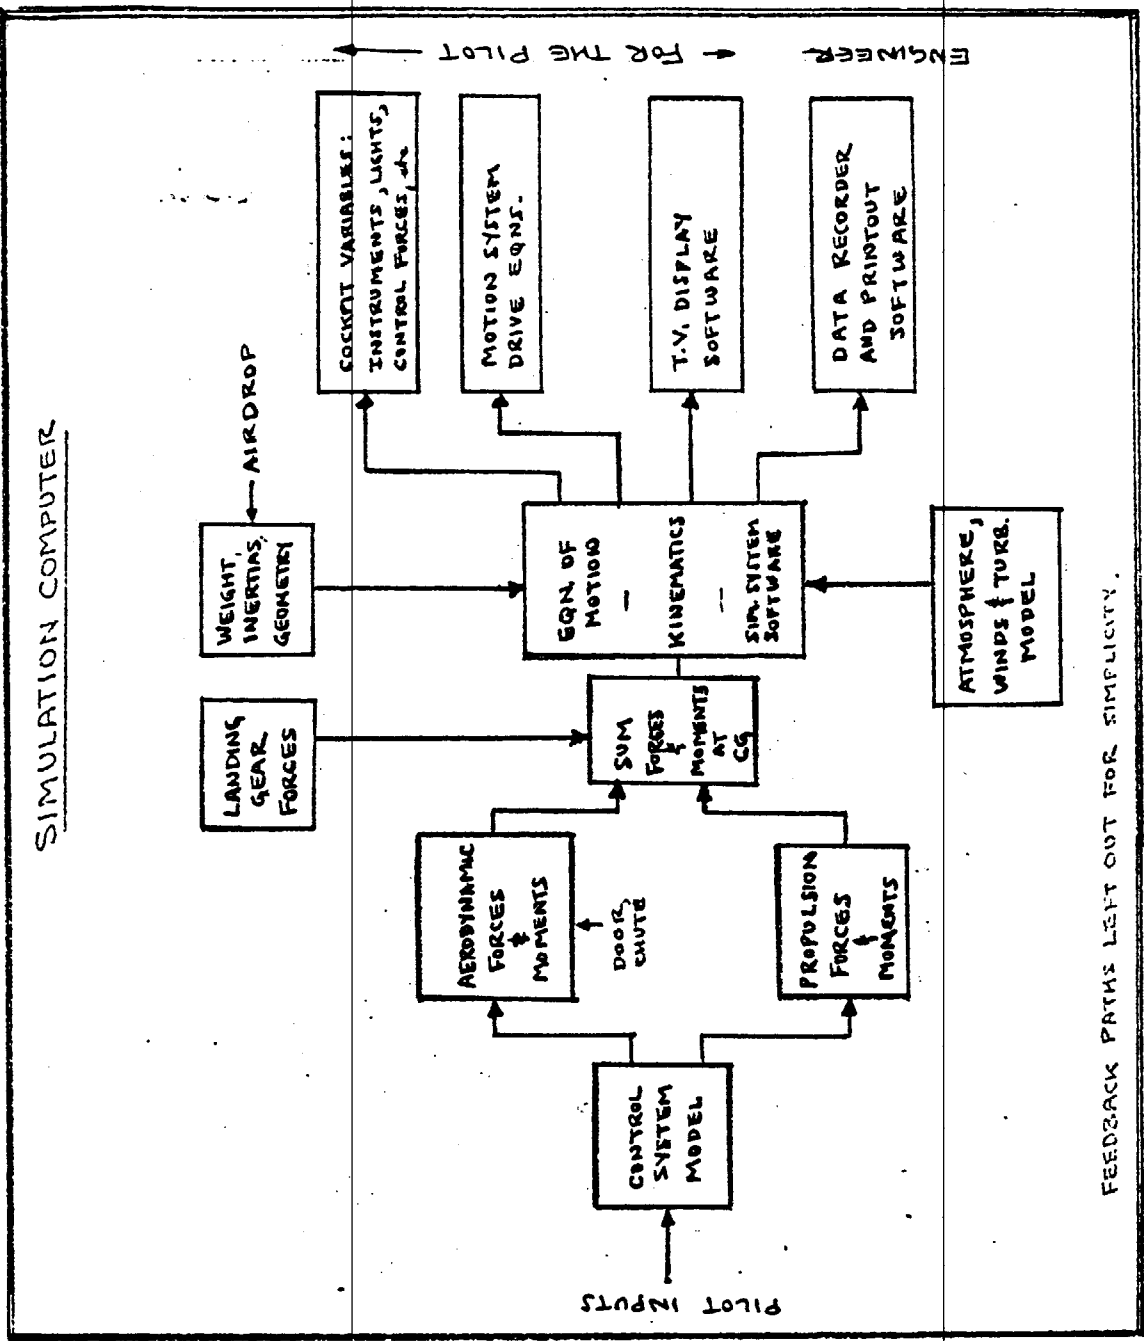 SIMULATION COMPUTER
PILOT INPUTS
CONTROL
SYSTEM
MODEL
AERODYNAMIC
FORCES
&
MOMENTS
DOOR,
CHUTE
PROPULSION
FORCES
&
MOMENTS
LANDING
GEAR
FORCES
SUM
FORCES
&
MOMENTS
AT
CG
WEIGHT,
INERTIAS,
GEOMETRY
AIRDROP
EQN. OF
MOTION
—
KINEMATICS
—
SIM. SYSTEM
SOFTWARE
ATMOSPHERE,
WINDS & TURB.
MODEL
COCKPIT VARIABLES:
INSTRUMENTS, LIGHTS,
CONTROL FORCES, etc
MOTION SYSTEM
DRIVE EQNS.
T.V. DISPLAY
SOFTWARE
DATA RECORDER
AND PRINTOUT
SOFTWARE
FOR THE PILOT
ENGINEER
FEEDBACK PATHS LEFT OUT FOR SIMPLICITY.